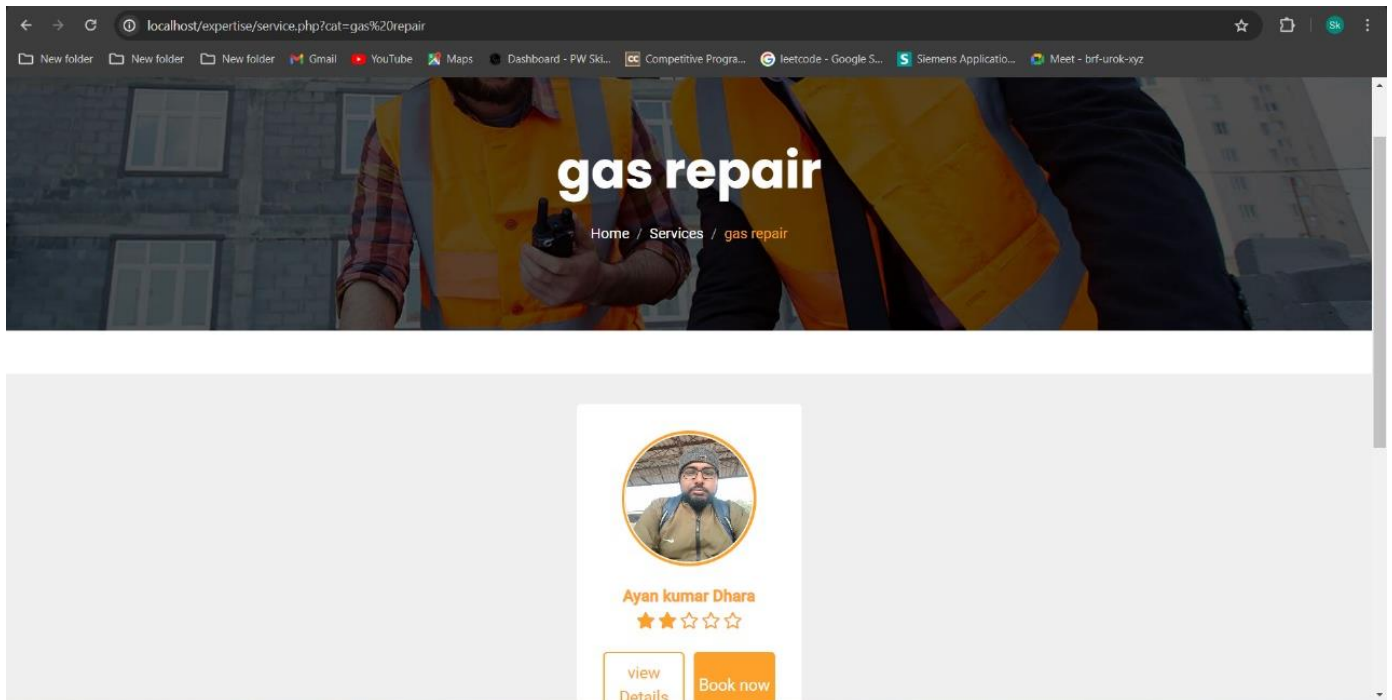 localhost/expertise/service.php?cat=gas%20repair
Sk
New folder New folder New folder Gmail YouTube Maps Dashboard - PW Ski... Competitive Progra... leetcode - Google S... Siemens Applicatio... Meet - brf-urok-xyz
gas repair
Home / Services / gas repair
Ayan kumar Dhara
view
Details
Book now